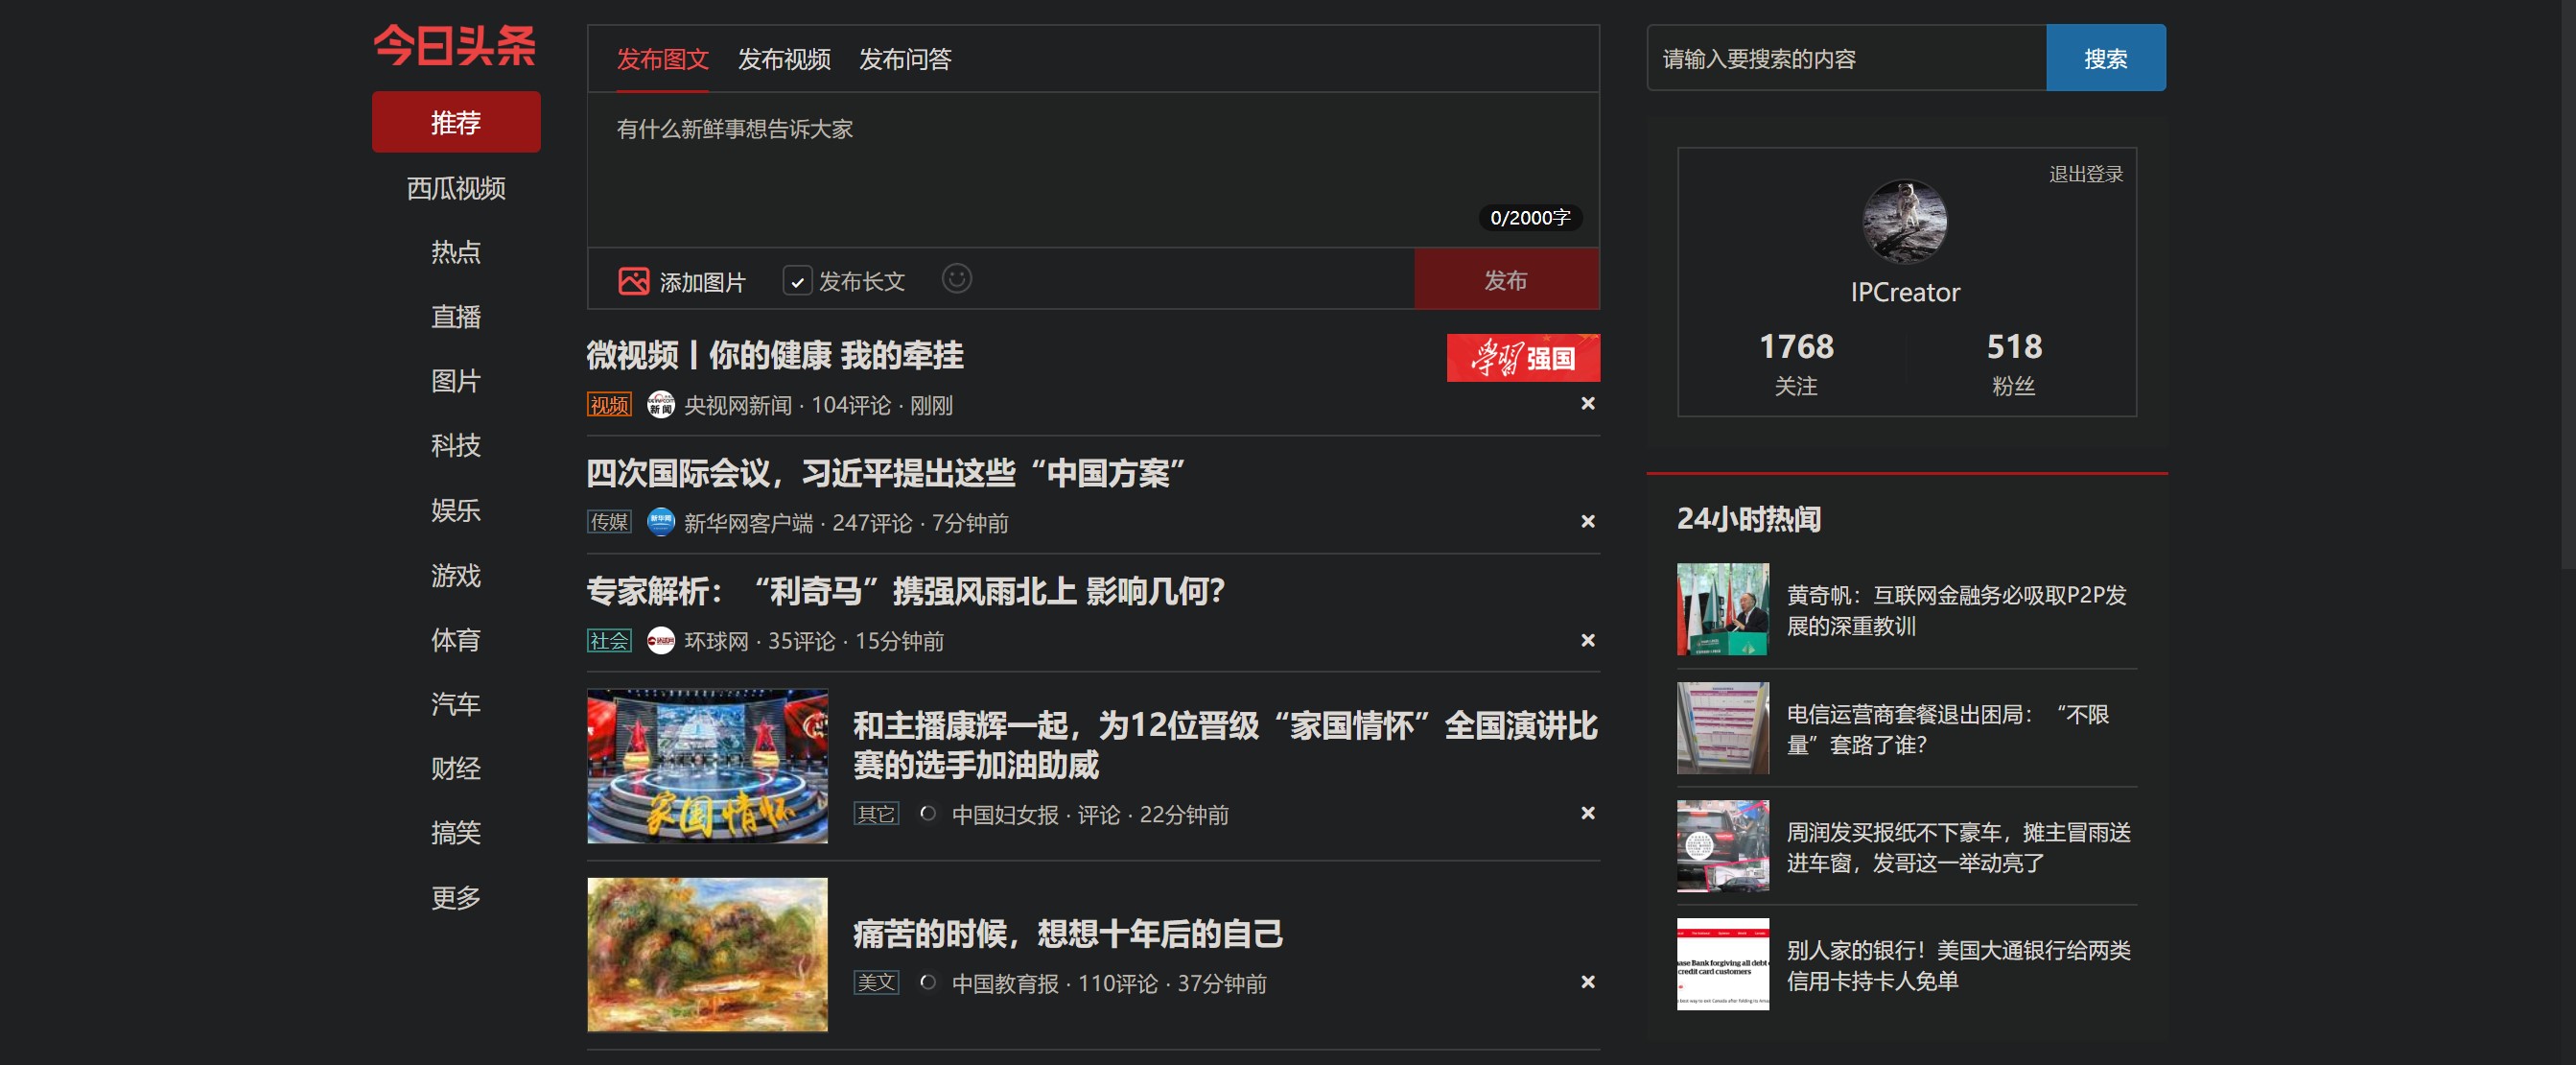 今日头条
推荐
西瓜视频
热点
直播
图片
科技
娱乐
游戏
体育
汽车
财经
搞笑
更多
发布图文 发布视频 发布问答
有什么新鲜事想告诉大家
0/2000字
添加图片 发布长文 发布
微视频丨你的健康 我的牵挂
学习强国
视频 新闻 央视网新闻 · 104评论 · 刚刚
四次国际会议，习近平提出这些“中国方案”
传媒 新华网 新华网客户端 · 247评论 · 7分钟前
专家解析：“利奇马”携强风雨北上 影响几何？
社会 环球网 · 35评论 · 15分钟前
家国情怀
和主播康辉一起，为12位晋级“家国情怀”全国演讲比
赛的选手加油助威
其它 中国妇女报 · 评论 · 22分钟前
痛苦的时候，想想十年后的自己
美文 中国教育报 · 110评论 · 37分钟前
请输入要搜索的内容 搜索
退出登录
IPCreator
1768 518
关注 粉丝
24小时热闻
黄奇帆：互联网金融务必吸取P2P发
展的深重教训
电信运营商套餐退出困局：“不限
量”套路了谁？
周润发买报纸不下豪车，摊主冒雨送
进车窗，发哥这一举动亮了
ase Bank forgiving all debt
credit card customers
别人家的银行！美国大通银行给两类
信用卡持卡人免单